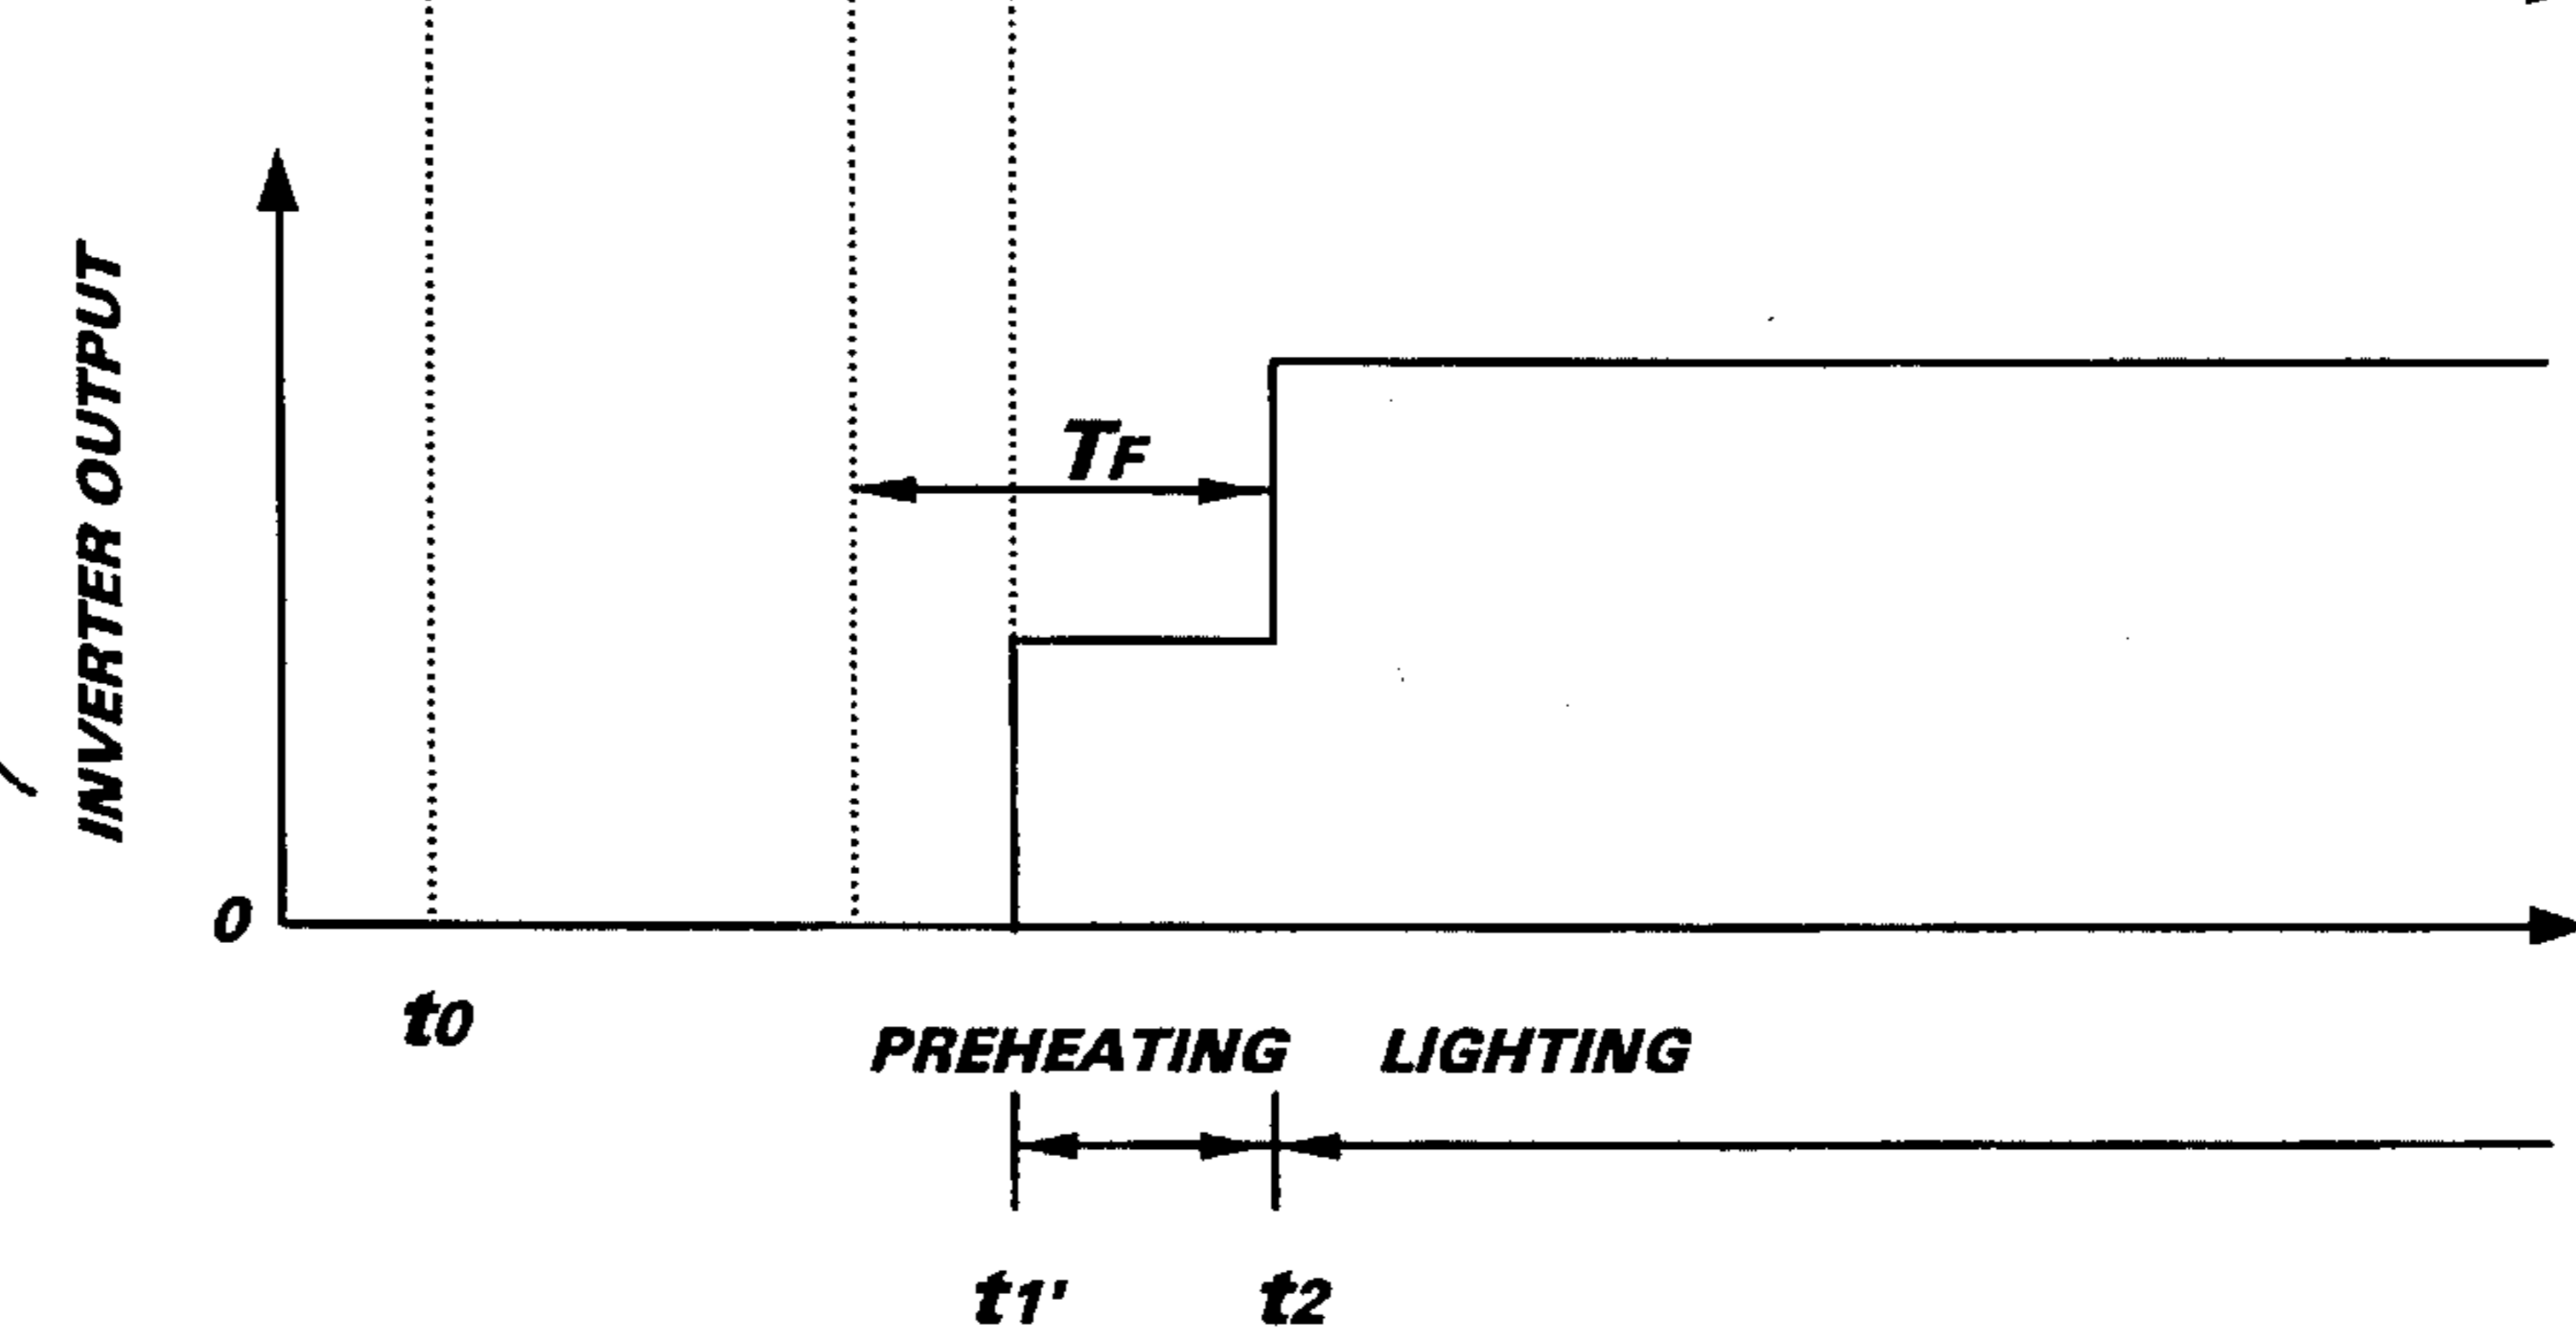 INVERTER OUTPUT
TF
0
t0
PREHEATING LIGHTING
t1' t2